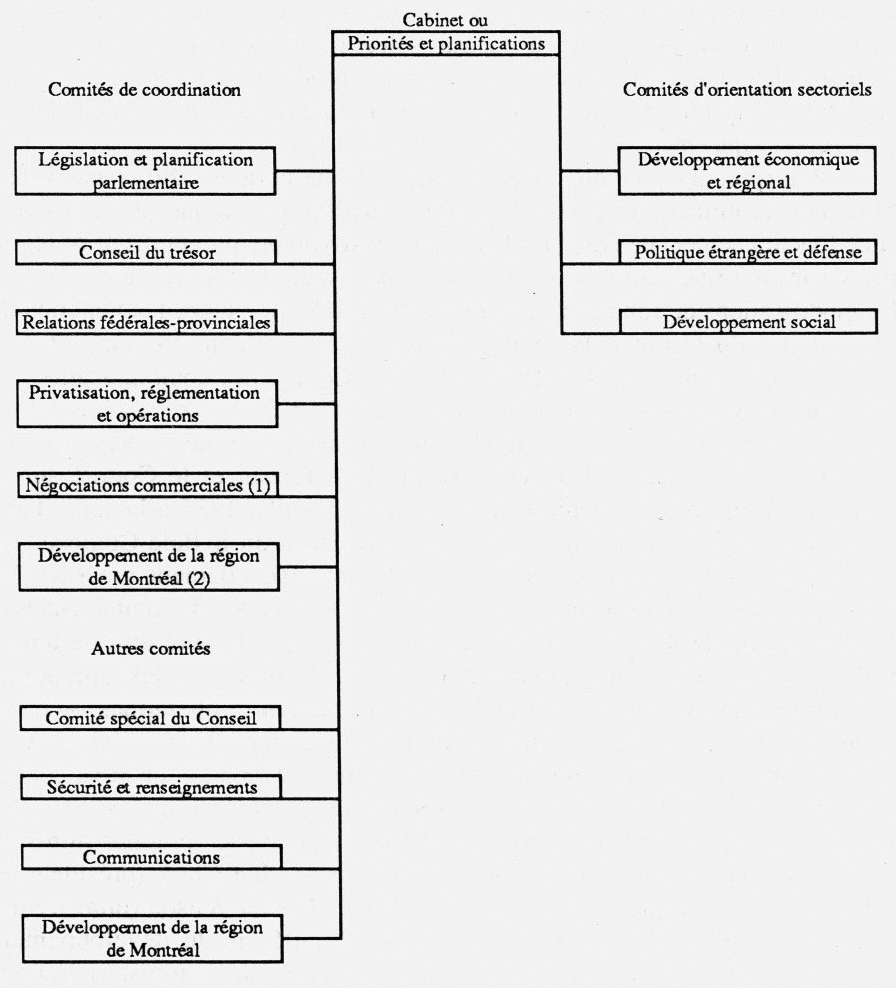 Cabinet ou
Priorités et planifications
Comités de coordination
Législation et planification
parlementaire
Conseil du trésor
Relations fédérales-provinciales
Privatisation, réglementation
et opérations
Négociations commerciales (1)
Développement de la région
de Montréal (2)
Autres comités
Comité spécial du Conseil
Sécurité et renseignements
Communications
Développement de la région
de Montréal
Comités d'orientation sectoriels
Développement économique
et régional
Politique étrangère et défense
Développement social